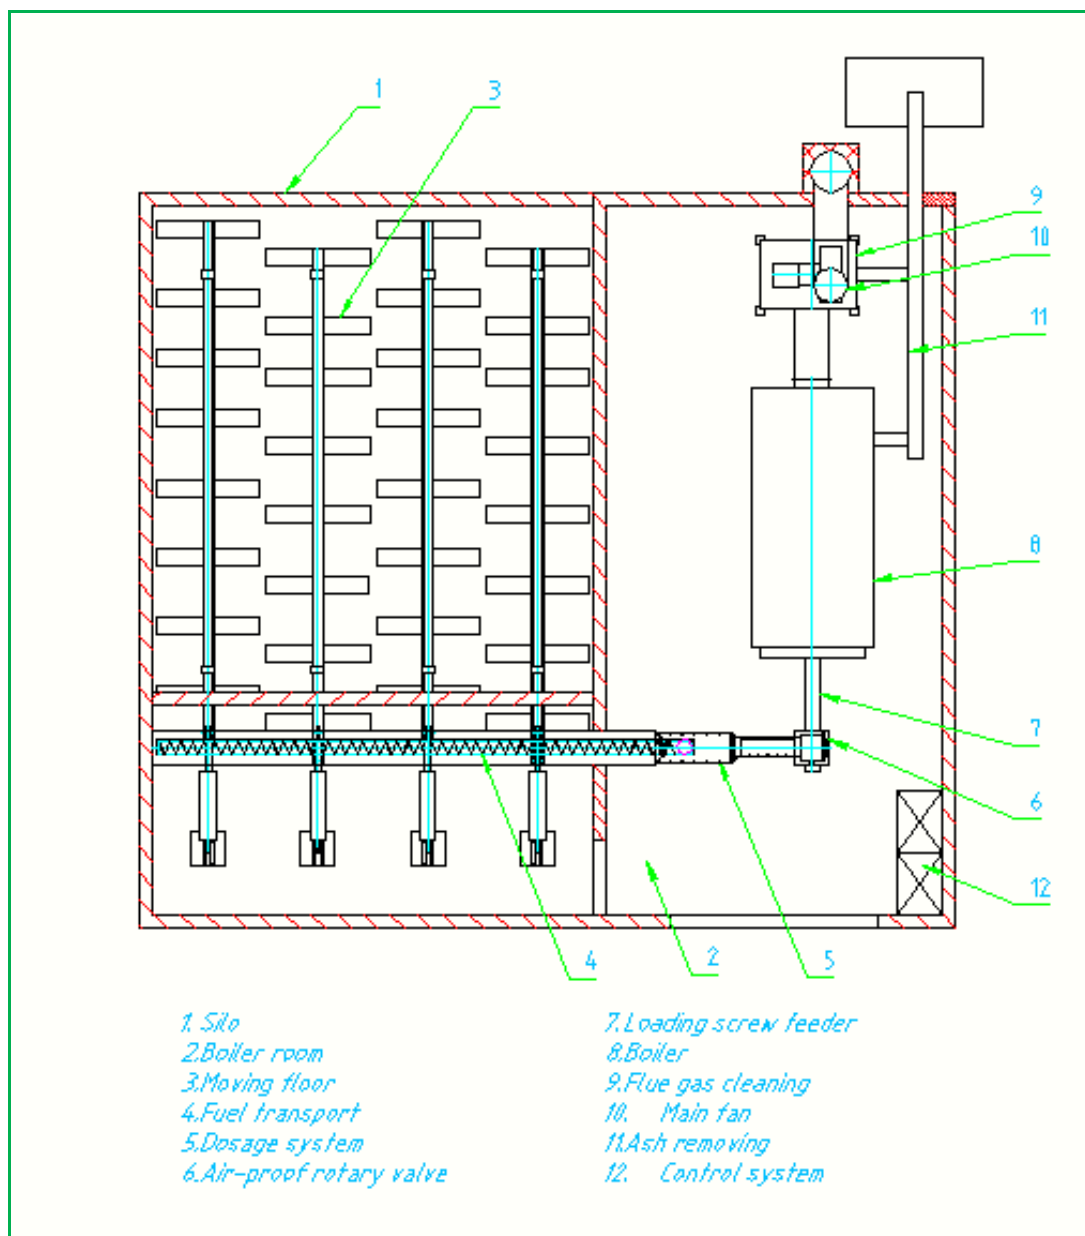 1
3
9
10
11
8
7
6
12
4
2
5
1. Silo
2.Boiler room
3.Moving floor
4.Fuel transport
5.Dosage system
6.Air-proof rotary valve
7.Loading screw feeder
8.Boiler
9.Flue gas cleaning
10. Main fan
11.Ash removing
12. Control system